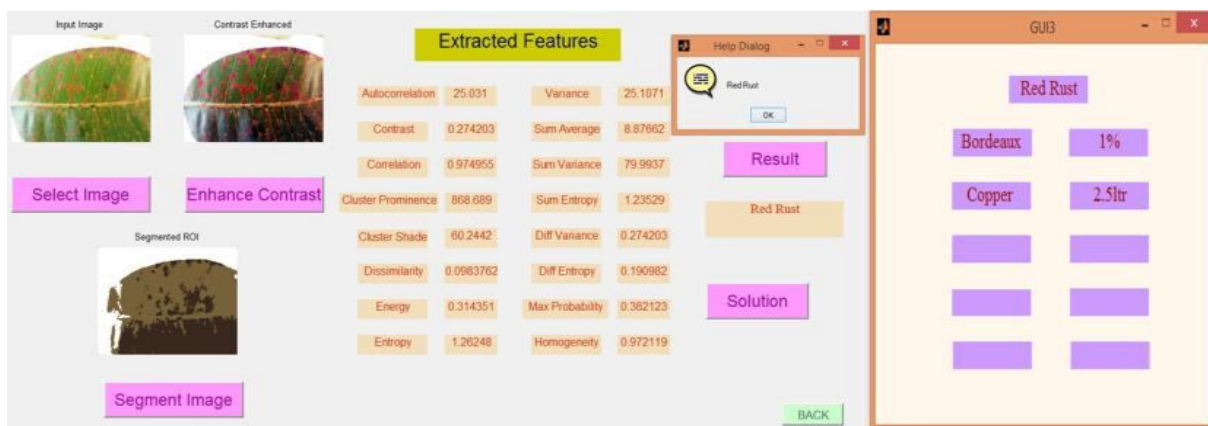 Input Image
Contrast Enhanced
Select Image
Enhance Contrast
Segmented ROI
Segment Image
Extracted Features
Autocorrelation 25.031 Variance 25.1071
Contrast 0.274203 Sum Average 8.87662
Correlation 0.974955 Sum Variance 79.9937
Cluster Prominence 868.689 Sum Entropy 1.23529
Cluster Shade 60.2442 Diff Variance 0.274203
Dissimilarity 0.0983762 Diff Entropy 0.190982
Energy 0.314351 Max Probability 0.382123
Entropy 1.26248 Homogeneity 0.972119
Help Dialog
Red Rust
OK
Result
Red Rust
Solution
BACK
GUI3
Red Rust
Bordeaux 1%
Copper 2.5ltr